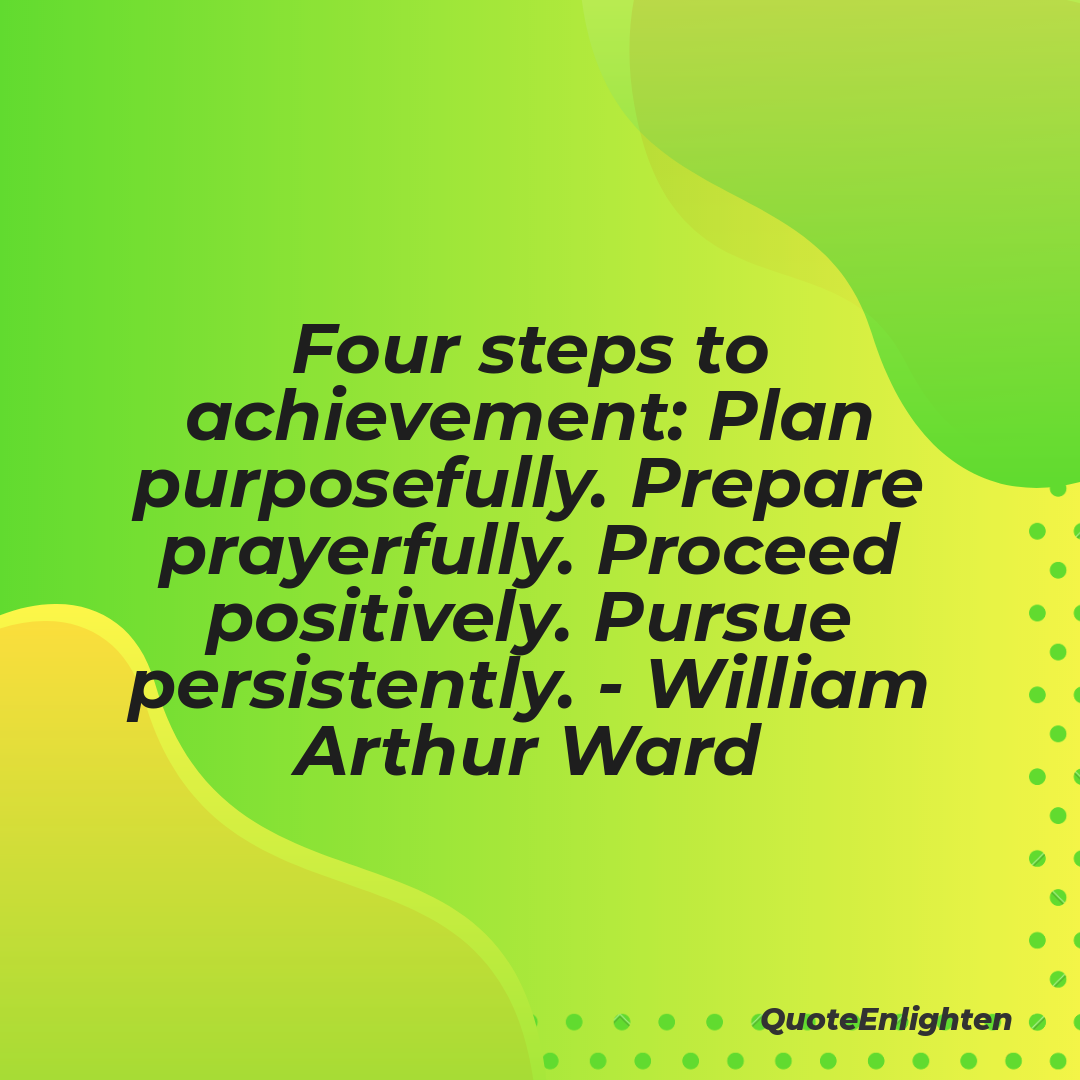 Four steps to
achievement: Plan
purposefully. Prepare
prayerfully. Proceed
positively. Pursue
persistently. - William
Arthur Ward
QuoteEnlighten